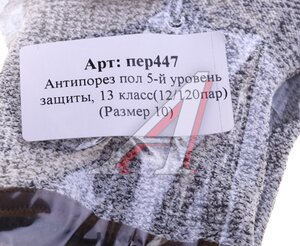 Арт: пер447
Антипорез пол 5-й уровень
защиты, 13 класс(12/120пар)
(Размер 10)